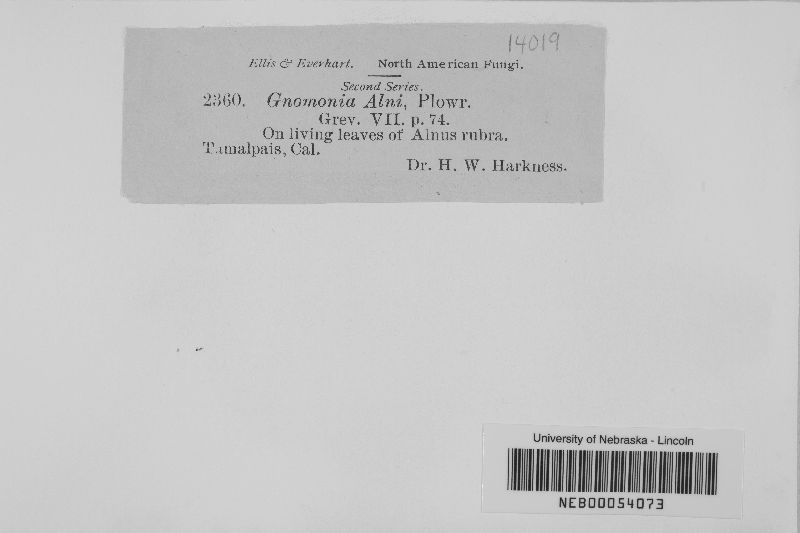 14019
Ellis & Everhart. North American Fungi.
Second Series.
2360. Gnomonia Alni, Plowr.
Grev. VII. p. 74.
On living leaves of Alnus rubra.
Tamalpais, Cal.
Dr. H. W. Harkness.
University of Nebraska - Lincoln
NEB00054073